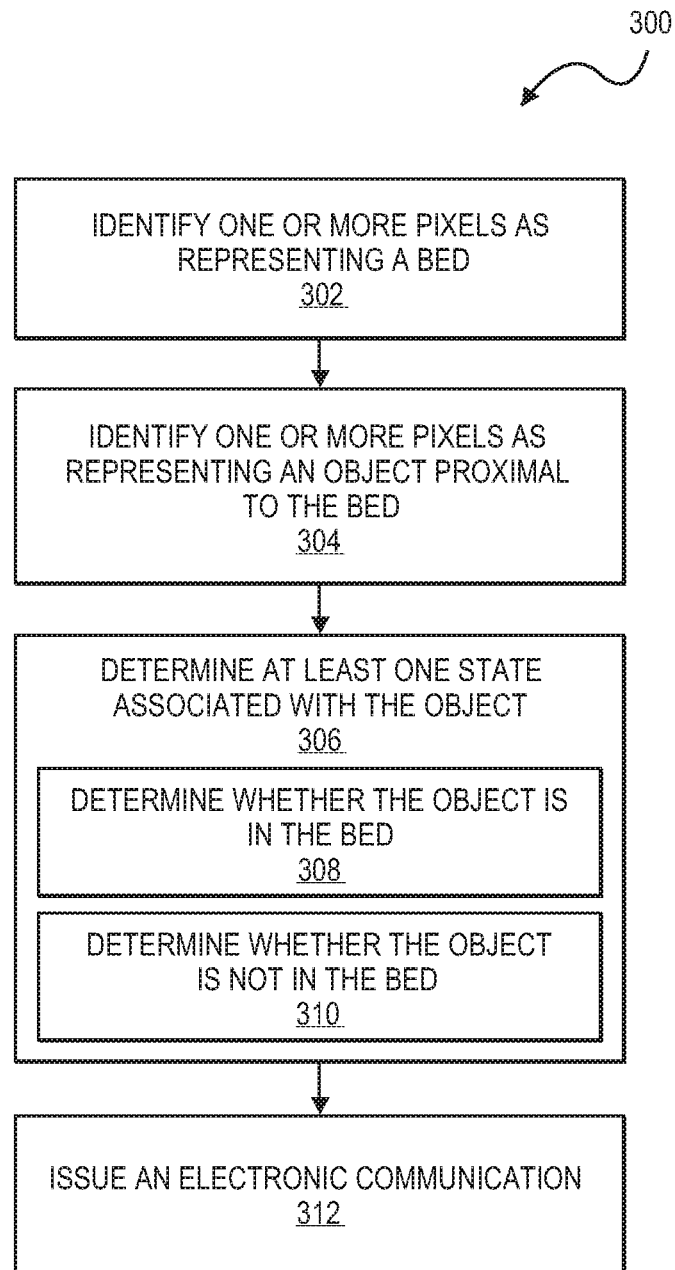 300
IDENTIFY ONE OR MORE PIXELS AS
REPRESENTING A BED
302
IDENTIFY ONE OR MORE PIXELS AS
REPRESENTING AN OBJECT PROXIMAL
TO THE BED
304
DETERMINE AT LEAST ONE STATE
ASSOCIATED WITH THE OBJECT
306
DETERMINE WHETHER THE OBJECT IS
IN THE BED
308
DETERMINE WHETHER THE OBJECT
IS NOT IN THE BED
310
ISSUE AN ELECTRONIC COMMUNICATION
312